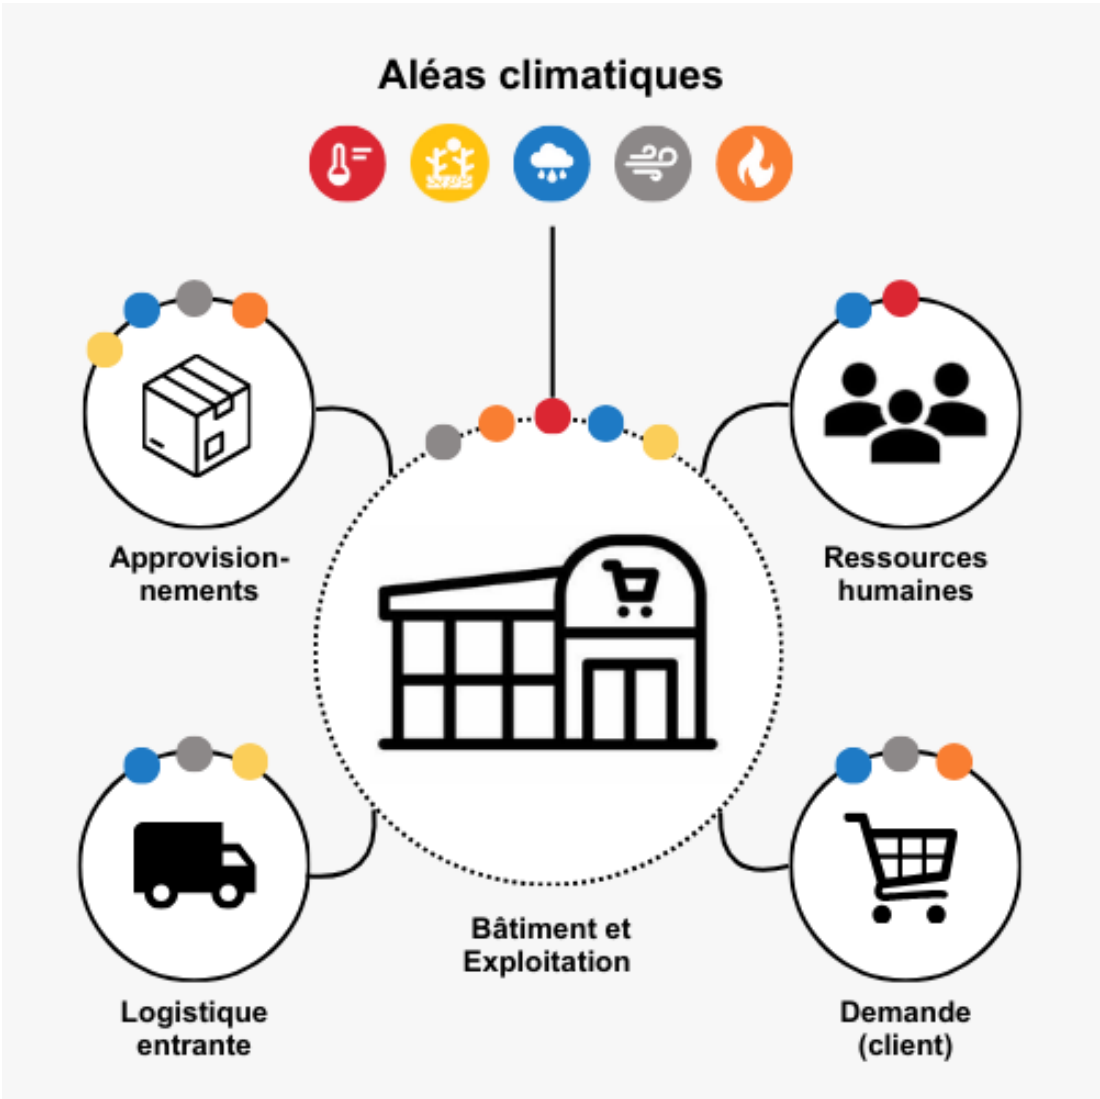 Aléas climatiques
Approvision-
nements
Ressources
humaines
Bâtiment et
Exploitation
Logistique
entrante
Demande
(client)